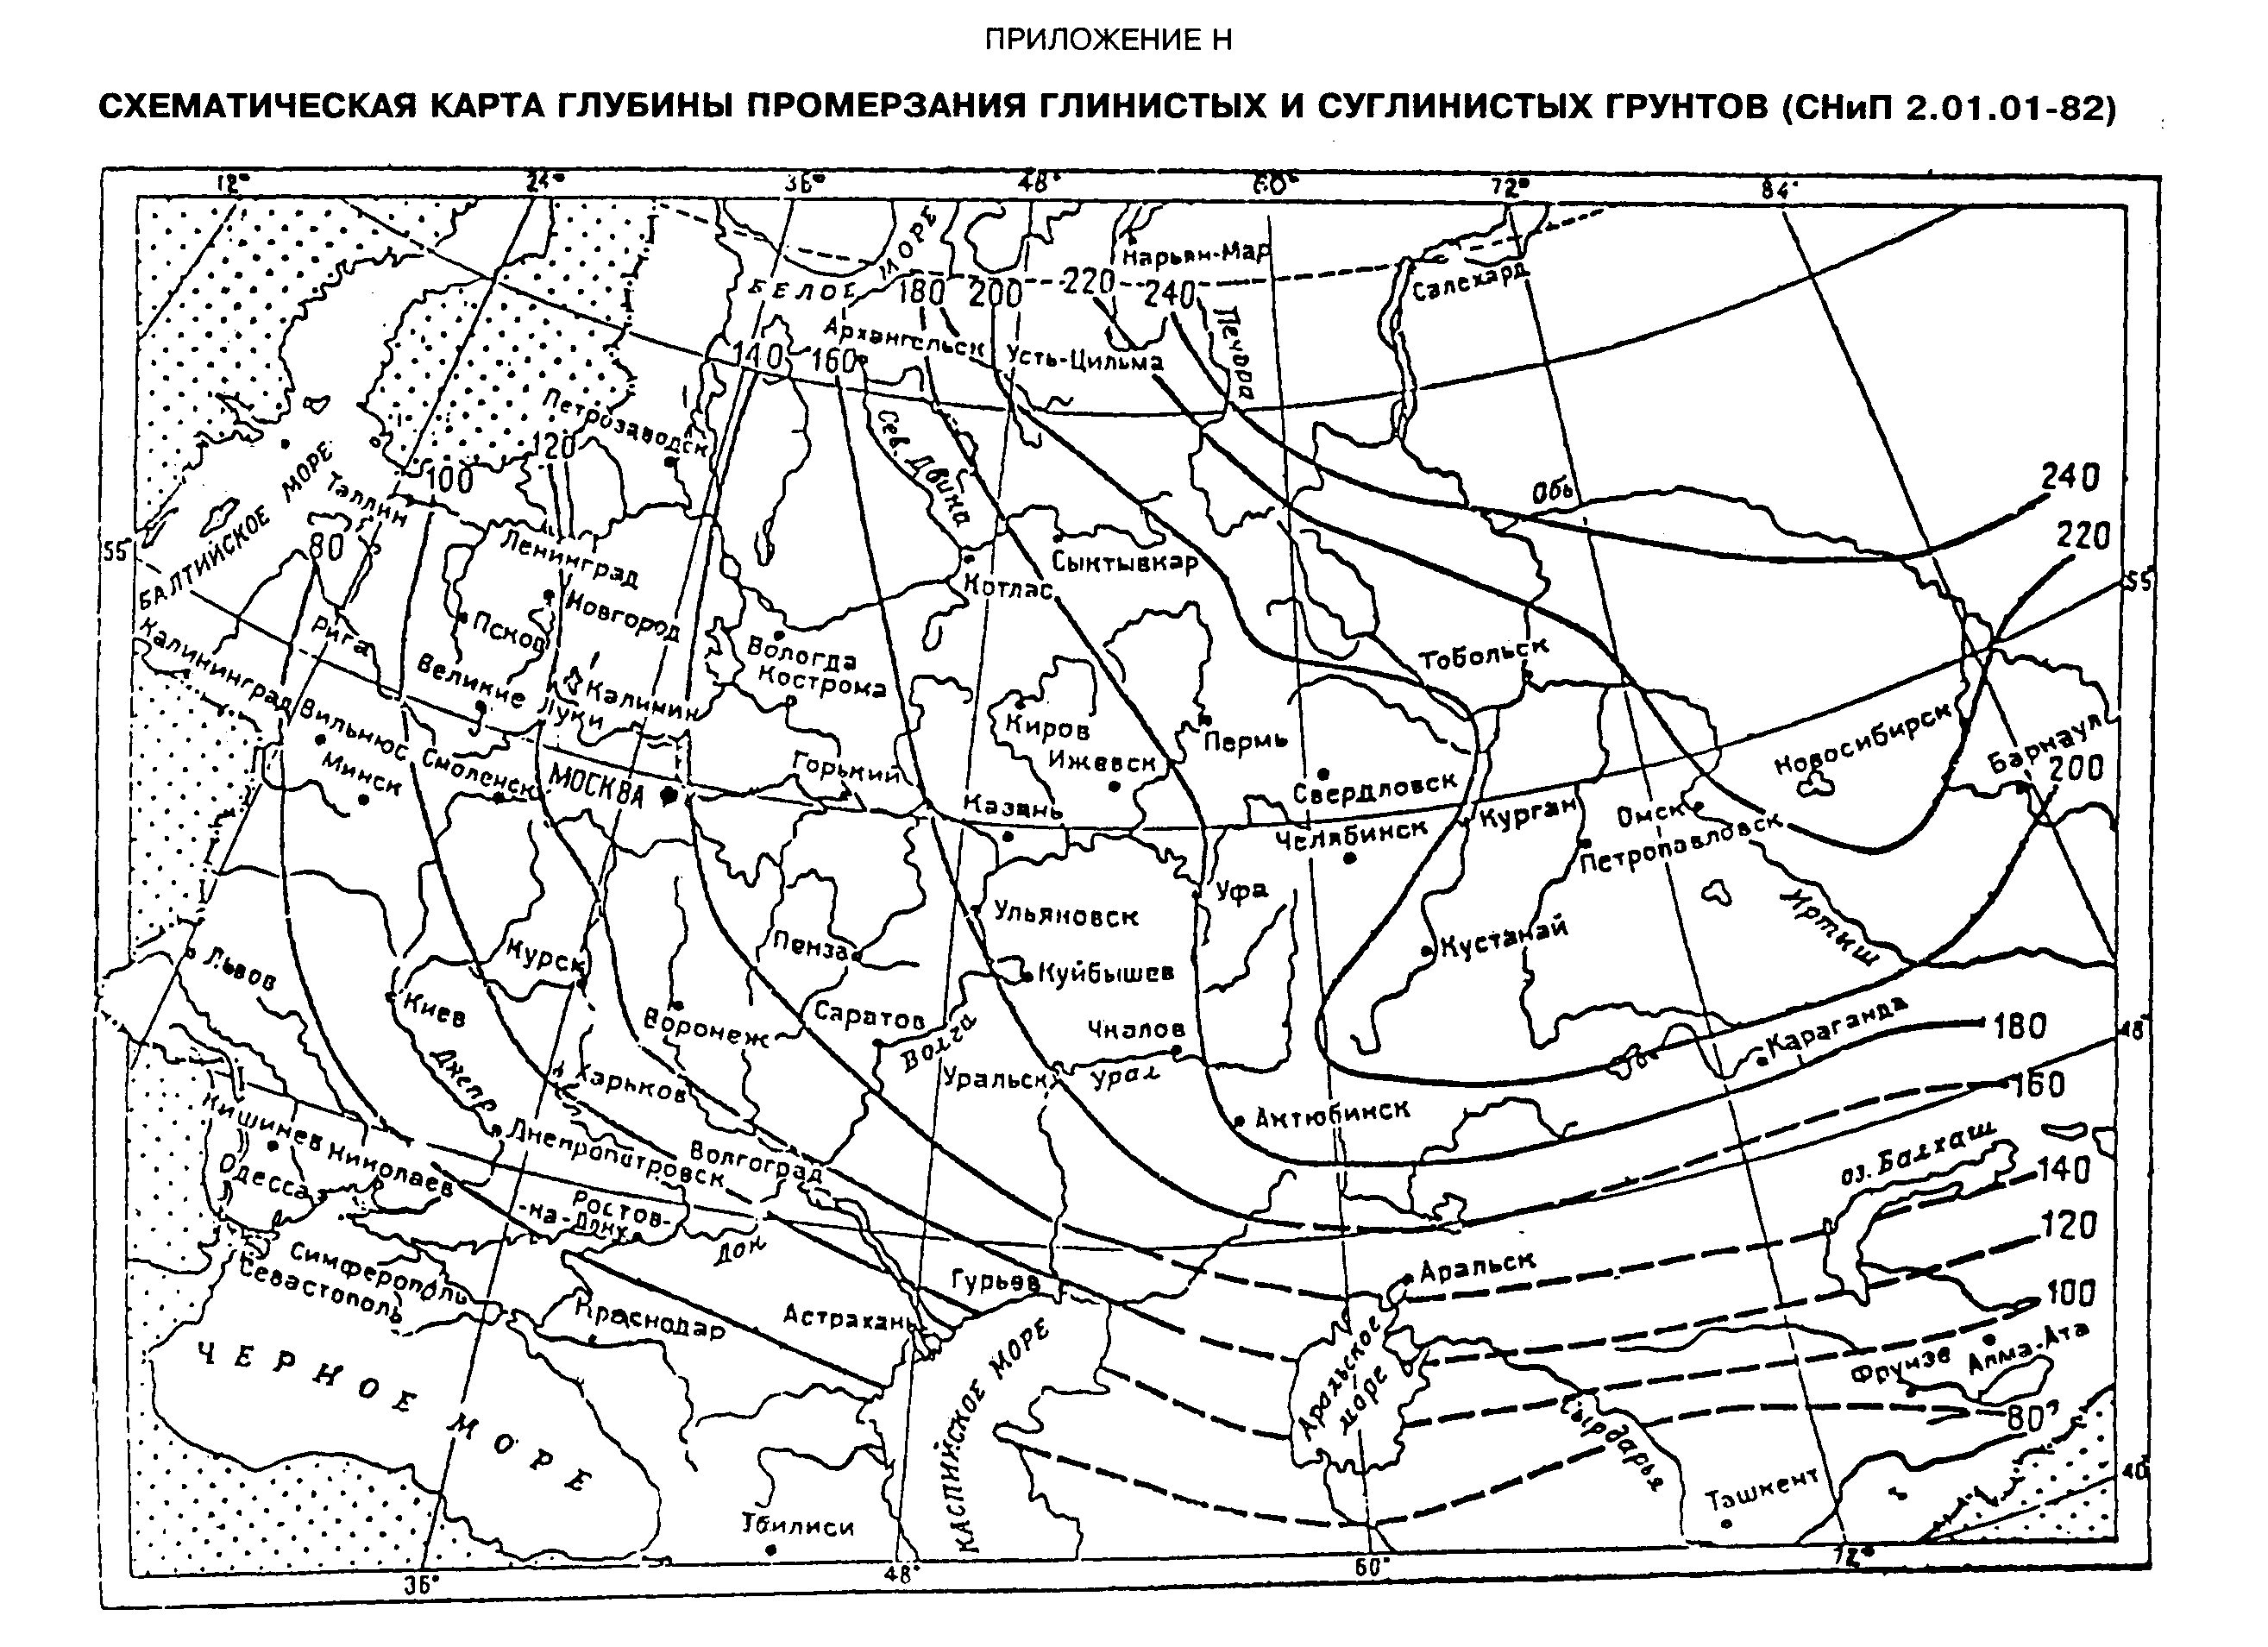 ПРИЛОЖЕНИЕ Н
СХЕМАТИЧЕСКАЯ КАРТА ГЛУБИНЫ ПРОМЕРЗАНИЯ ГЛИНИСТЫХ И СУГЛИНИСТЫХ ГРУНТОВ (СНиП 2.01.01-82)
12° 24° 36° 48° 60° 72° 84°
БЕЛОЕ МОРЕ
Нарьян-Мар
Салехард
180 200 220 240
Печора
Архангельск
Усть-Цильма
140 160
Петрозаводск
Сев. Двина
120
100
Таллин
БАЛТИЙСКОЕ МОРЕ
80
Обь
240
220
55°
55°
Ленинград
Сыктывкар
Котлас
Новгород
Псков
Рига
Вологда
Кострома
Тобольск
Калининград
Великие Луки
Калинин
Вильнюс
Киров
Пермь
Ижевск
Минск
Смоленск
МОСКВА
Горький
Казань
Свердловск
Челябинск
Курган
Омск
Петропавловск
Новосибирск
Барнаул
200
Уфа
Ульяновск
Иртыш
Львов
Курск
Пенза
Кустанай
Куйбышев
Киев
Воронеж
Саратов
Волга
Чкалов
Караганда
180
48°
Днепр
Харьков
Уральск
Урал
160
Кишинев
Николаев
Днепропетровск
Волгоград
Актюбинск
оз. Балхаш
140
Одесса
Ростов-
-на-Дону
Дон
120
Симферополь
Севастополь
Гурьев
Аральск
100
Краснодар
Астрахань
Аральское
море
Фрунзе
Алма-Ата
ЧЕРНОЕ МОРЕ
КАСПИЙСКОЕ МОРЕ
Сырдарья
80
40°
Ташкент
Тбилиси
36° 48° 60° 72°